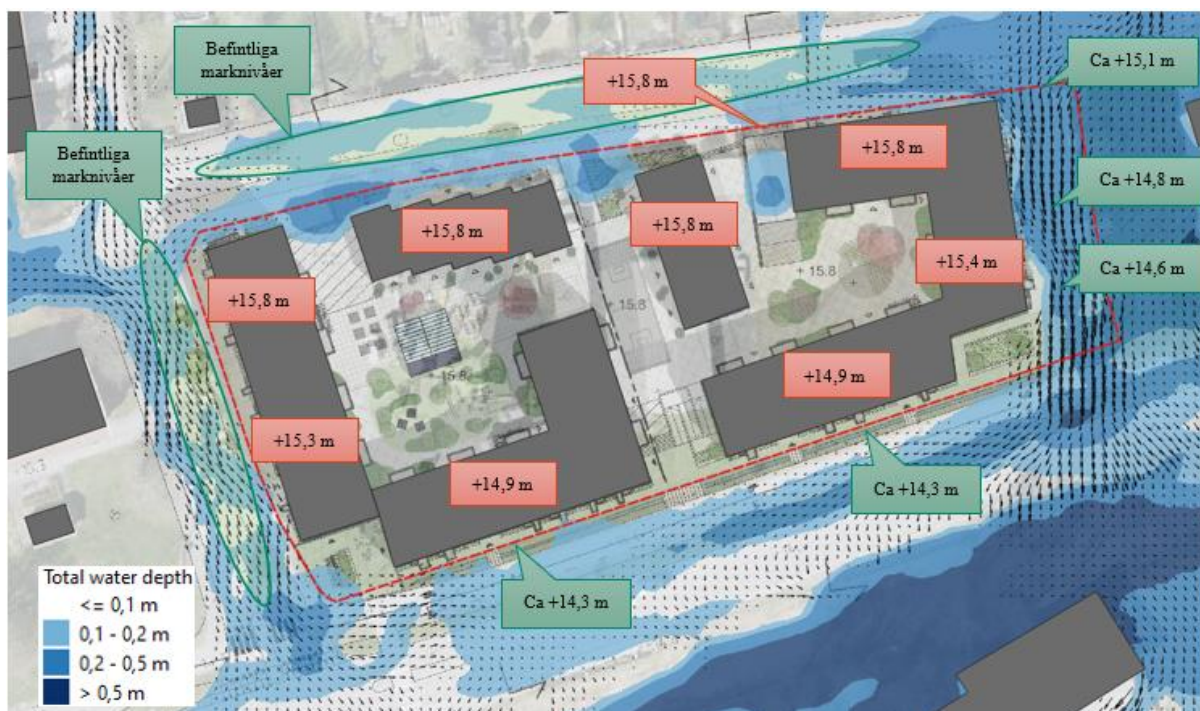 Befintliga
marknivåer
+15,8 m
Ca +15,1 m
Befintliga
marknivåer
+15,8 m
Ca +14,8 m
+15,8 m
+15,8 m
+15,4 m
Ca +14,6 m
+ 15.8
+15,8 m
+ 15.8
+ 15.8
+14,9 m
+15,3 m
+14,9 m
Ca +14,3 m
Ca +14,3 m
Total water depth
<= 0,1 m
0,1 - 0,2 m
0,2 - 0,5 m
> 0,5 m